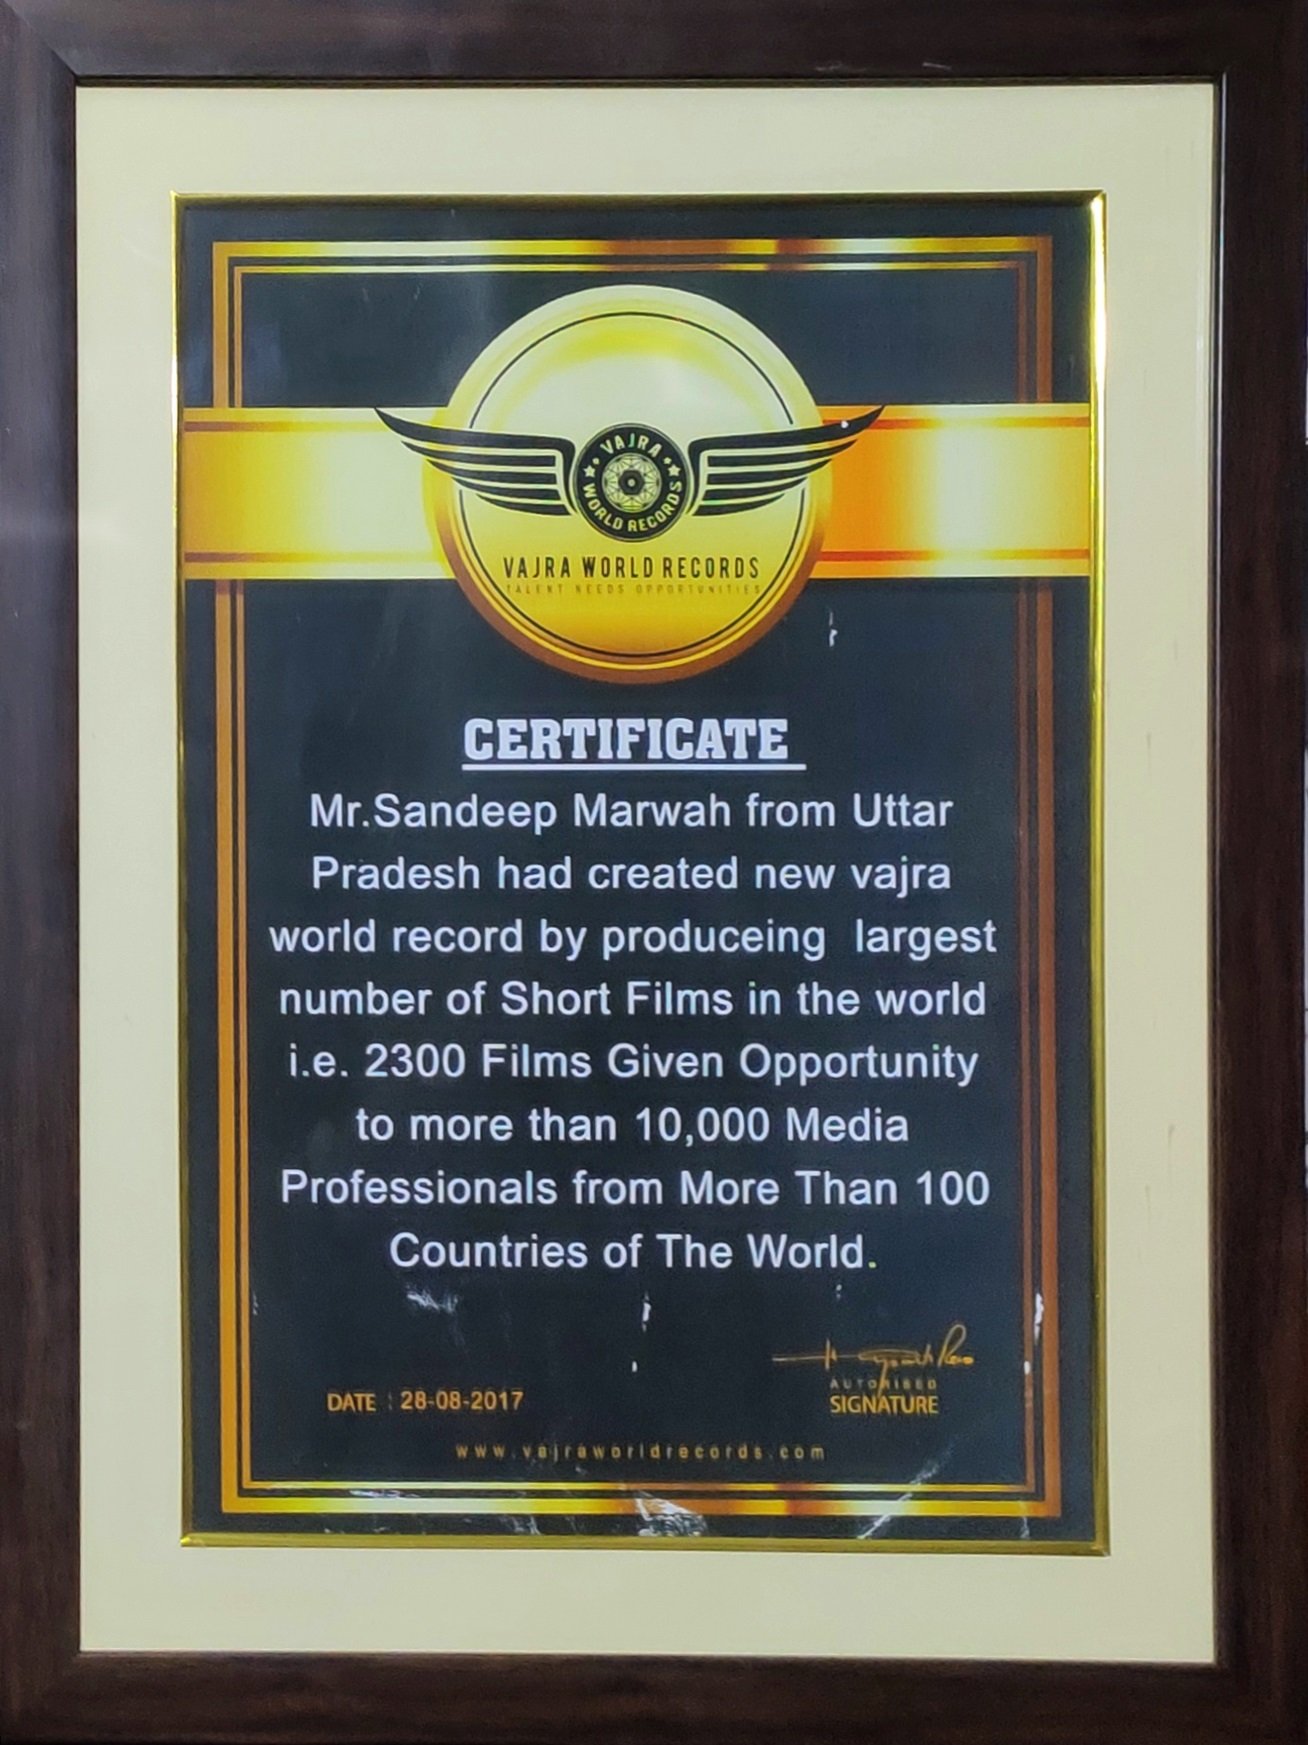 VAJRA
WORLD RECORDS
VAJRA WORLD RECORDS
TALENT NEEDS OPPORTUNITIES
CERTIFICATE
Mr.Sandeep Marwah from Uttar
Pradesh had created new vajra
world record by produceing largest
number of Short Films in the world
i.e. 2300 Films Given Opportunity
to more than 10,000 Media
Professionals from More Than 100
Countries of The World.
AUTORISED
DATE : 28-08-2017 SIGNATURE
www.vajraworldrecords.com